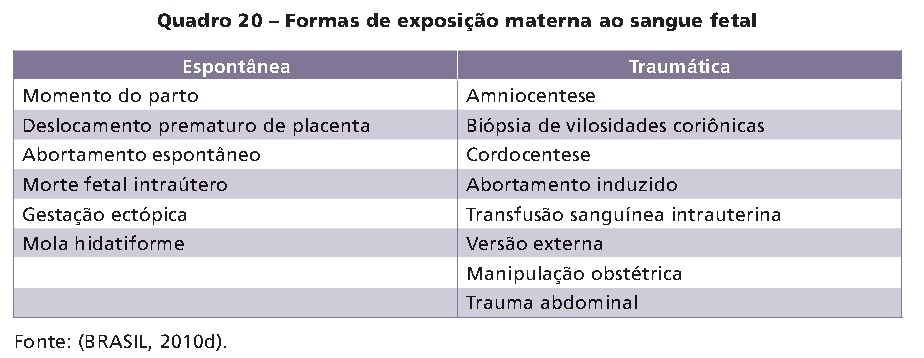 Quadro 20 – Formas de exposição materna ao sangue fetal
Espontânea Traumática
Momento do parto Amniocentese
Deslocamento prematuro de placenta Biópsia de vilosidades coriônicas
Abortamento espontâneo Cordocentese
Morte fetal intraútero Abortamento induzido
Gestação ectópica Transfusão sanguínea intrauterina
Mola hidatiforme Versão externa
Manipulação obstétrica
Trauma abdominal
Fonte: (BRASIL, 2010d).